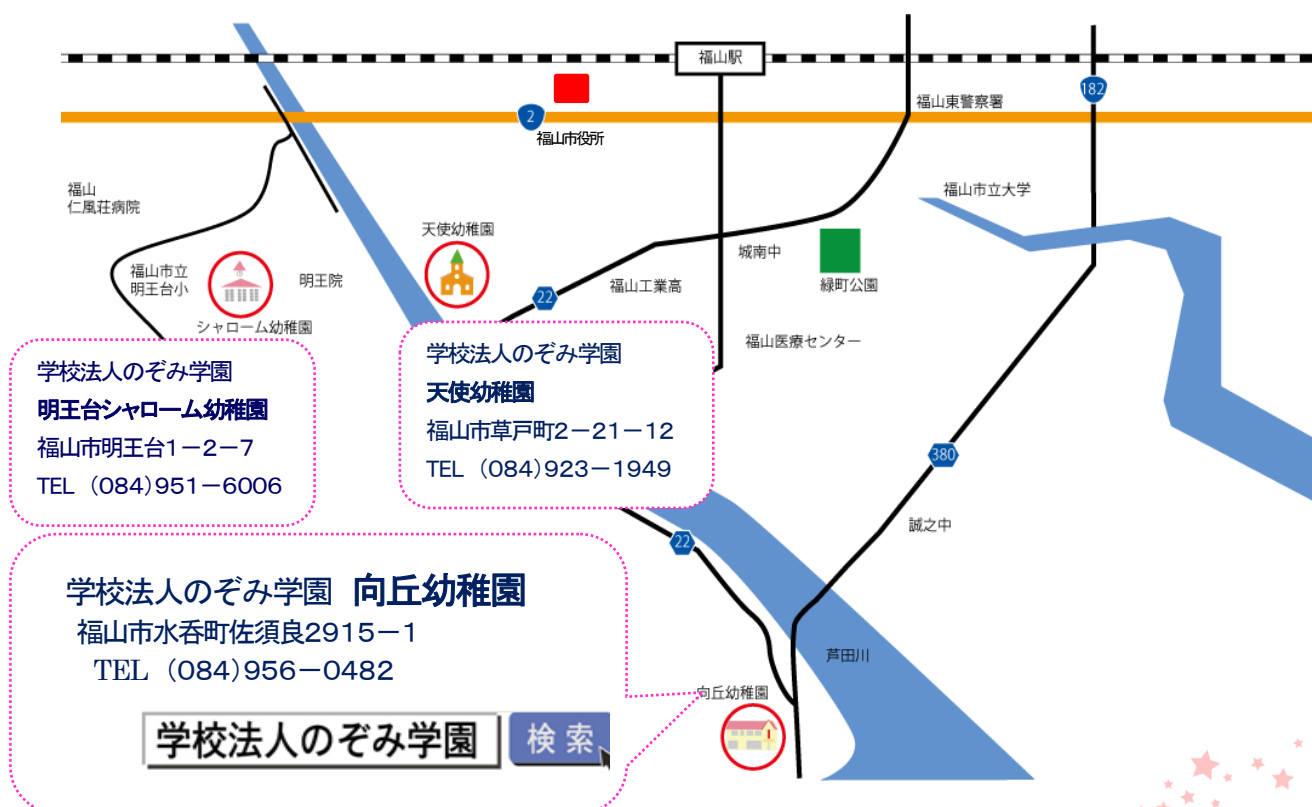 福山駅
182
福山東警察署
2
福山市役所
福山
仁風荘病院
福山市立大学
天使幼稚園
城南中
福山市立
明王台小
明王院
福山工業高
緑町公園
22
シャローム幼稚園
福山医療センター
学校法人のぞみ学園
明王台シャローム幼稚園
福山市明王台1－2－7
TEL （084）951－6006
学校法人のぞみ学園
天使幼稚園
福山市草戸町2－21－12
TEL （084）923－1949
380
誠之中
22
学校法人のぞみ学園 向丘幼稚園
福山市水呑町佐須良2915－1
TEL （084）956－0482
芦田川
向丘幼稚園
学校法人のぞみ学園 検索